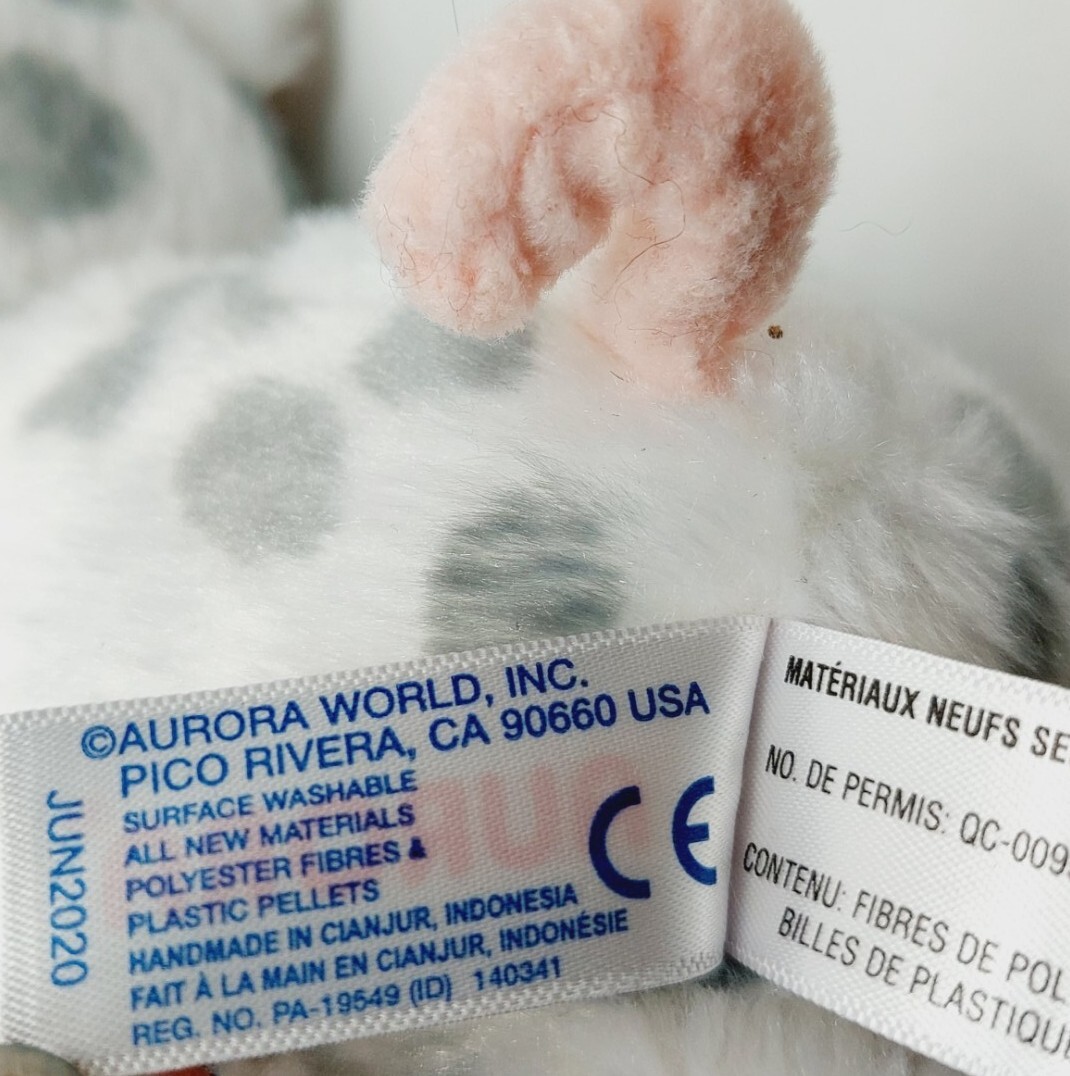 ©AURORA WORLD, INC.
PICO RIVERA, CA 90660 USA
SURFACE WASHABLE
ALL NEW MATERIALS
POLYESTER FIBRES &
PLASTIC PELLETS
HANDMADE IN CIANJUR, INDONESIA
FAIT À LA MAIN EN CIANJUR, INDONÉSIE
REG. NO. PA-19549 (ID) 140341
JUN2020
CE
MATÉRIAUX NEUFS
NO. DE PERMIS:
CONTENU: FIBRES DE
BILLES DE